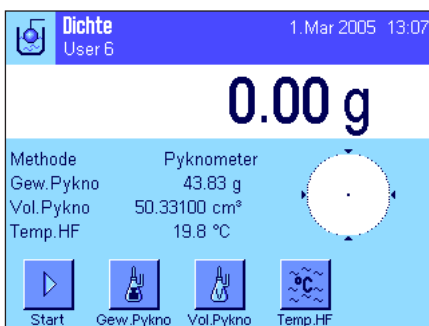 Dichte 1.Mar 2005 13:07
User 6
0.00 g
Methode Pyknometer
Gew.Pykno 43.83 g
Vol.Pykno 50.33100 cm³
Temp.HF 19.8 °C
°C
Start Gew.Pykno Vol.Pykno Temp.HF